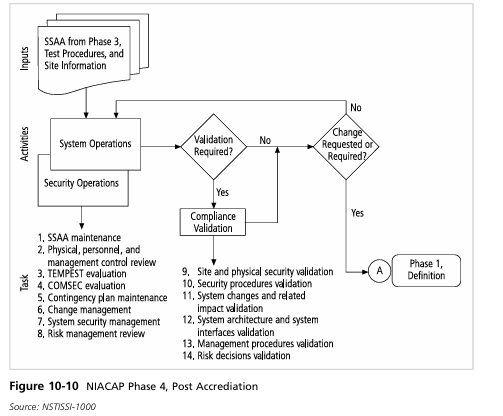 Inputs
SSAA from Phase 3,
Test Procedures, and
Site Information
Activities
System Operations
Security Operations
Validation
Required?
No
Yes
Compliance
Validation
Change
Requested or
Required?
No
Yes
A
Phase 1,
Definition
Task
1. SSAA maintenance
2. Physical, personnel, and
management control review
3. TEMPEST evaluation
4. COMSEC evaluation
5. Contingency plan maintenance
6. Change management
7. System security management
8. Risk management review
9. Site and physical security validation
10. Security procedures validation
11. System changes and related
impact validation
12. System architecture and system
interfaces validation
13. Management procedures validation
14. Risk decisions validation
Figure 10-10 NIACAP Phase 4, Post Accrediation
Source: NSTISSI-1000